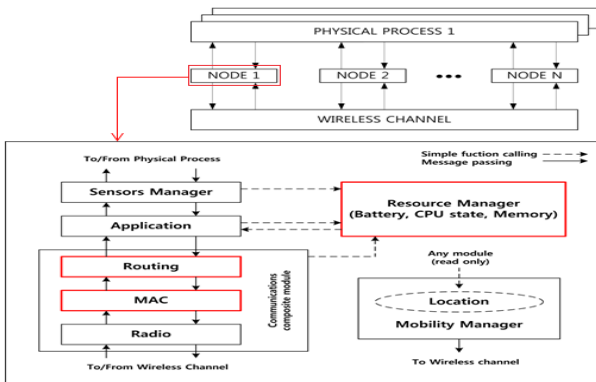 PHYSICAL PROCESS 1
NODE 1
NODE 2
NODE N
WIRELESS CHANNEL
To/From Physical Process
Simple fuction calling
Message passing
Sensors Manager
Resource Manager
(Battery, CPU state, Memory)
Application
Routing
MAC
Radio
Communications
composite module
Any module
(read only)
Location
Mobility Manager
To/From Wireless Channel
To Wireless channel